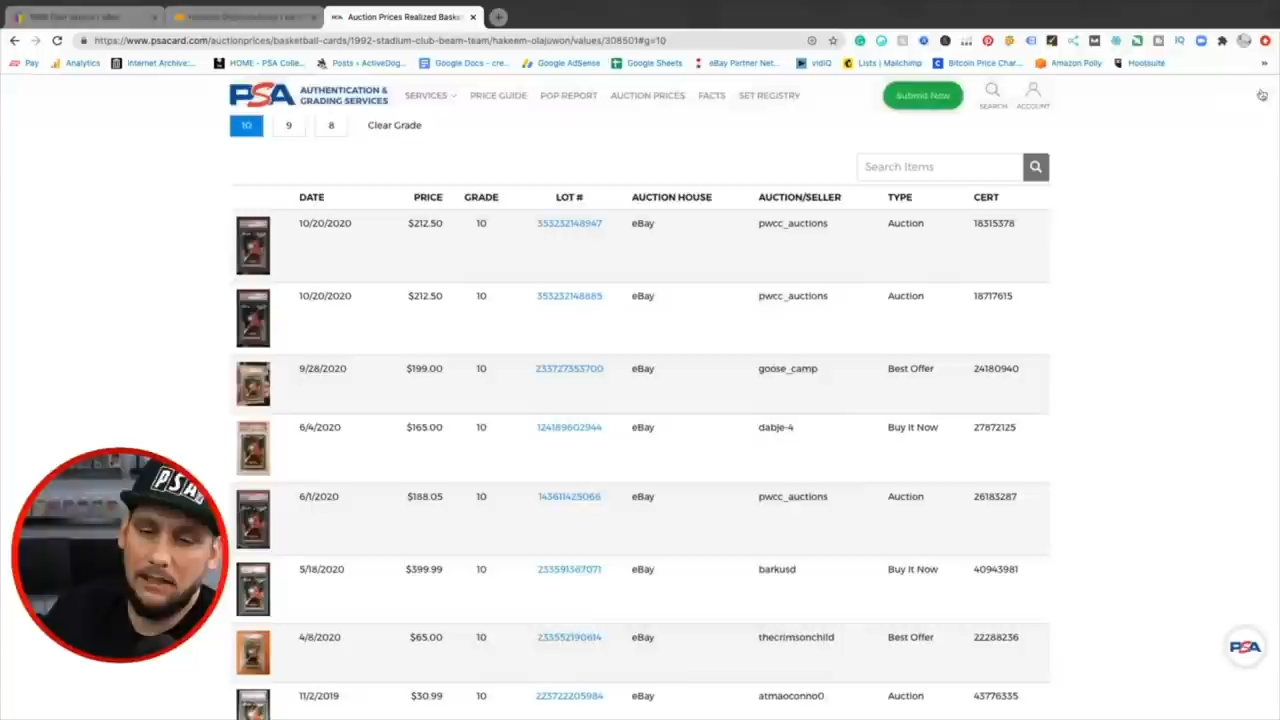 Auction Prices Realized Baske
https://www.psacard.com/auctionprices/basketball-cards/1992-stadium-club-beam-team/hakeem-olajuwon/values/308501#g=10
Pay Analytics Internet Archive:... HOME - PSA Colle... Posts ‹ ActiveDog... Google Docs - cre... Google AdSense Google Sheets eBay Partner Net... vidIQ Lists | Mailchimp Bitcoin Price Char... Amazon Polly Hootsuite »
PSA AUTHENTICATION & GRADING SERVICES SERVICES PRICE GUIDE POP REPORT AUCTION PRICES FACTS SET REGISTRY Submit Now SEARCH ACCOUNT
10 9 8 Clear Grade
Search Items
DATE PRICE GRADE LOT # AUCTION HOUSE AUCTION/SELLER TYPE CERT
10/20/2020 $212.50 10 353232148947 eBay pwcc_auctions Auction 18315378
10/20/2020 $212.50 10 353232148885 eBay pwcc_auctions Auction 18717615
9/28/2020 $199.00 10 233727353700 eBay goose_camp Best Offer 24180940
6/4/2020 $165.00 10 124189602944 eBay dabje-4 Buy It Now 27872125
6/1/2020 $188.05 10 143611425066 eBay pwcc_auctions Auction 26183287
5/18/2020 $399.99 10 233591367071 eBay barkusd Buy It Now 40943981
4/8/2020 $65.00 10 233552190614 eBay thecrimsonchild Best Offer 22288236
11/2/2019 $30.99 10 223722205984 eBay atmaoconno0 Auction 43776335
PSA
PSA